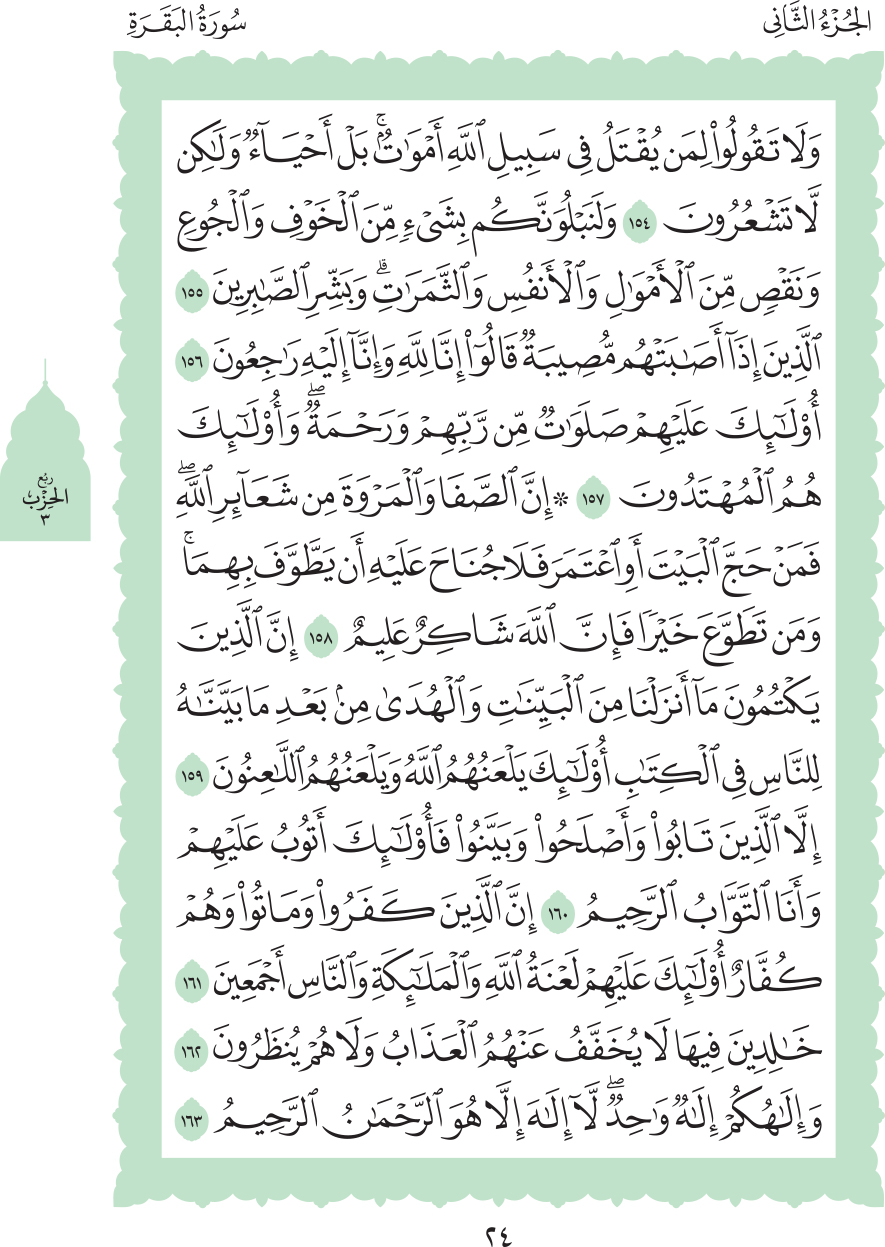 الجُزْءُ الثَّانِي
سُورَةُ البَقَرَةِ
وَلَا تَقُولُوا۟ لِمَن يُقْتَلُ فِى سَبِيلِ ٱللَّهِ أَمْوَٰتٌۢ ۚ بَلْ أَحْيَآءٌ وَلَٰكِن
لَّا تَشْعُرُونَ ١٥٤ وَلَنَبْلُوَنَّكُم بِشَىْءٍ مِّنَ ٱلْخَوْفِ وَٱلْجُوعِ
وَنَقْصٍ مِّنَ ٱلْأَمْوَٰلِ وَٱلْأَنفُسِ وَٱلثَّمَرَٰتِ ۗ وَبَشِّرِ ٱلصَّٰبِرِينَ ١٥٥
ٱلَّذِينَ إِذَآ أَصَٰبَتْهُم مُّصِيبَةٌ قَالُوٓا۟ إِنَّا لِلَّهِ وَإِنَّآ إِلَيْهِ رَٰجِعُونَ ١٥٦
أُو۟لَٰٓئِكَ عَلَيْهِمْ صَلَوَٰتٌ مِّن رَّبِّهِمْ وَرَحْمَةٌ ۖ وَأُو۟لَٰٓئِكَ
هُمُ ٱلْمُهْتَدُونَ ١٥٧ ۞ إِنَّ ٱلصَّفَا وَٱلْمَرْوَةَ مِن شَعَآئِرِ ٱللَّهِ ۖ
فَمَنْ حَجَّ ٱلْبَيْتَ أَوِ ٱعْتَمَرَ فَلَا جُنَاحَ عَلَيْهِ أَن يَطَّوَّفَ بِهِمَا ۚ
وَمَن تَطَوَّعَ خَيْرًا فَإِنَّ ٱللَّهَ شَاكِرٌ عَلِيمٌ ١٥٨ إِنَّ ٱلَّذِينَ
يَكْتُمُونَ مَآ أَنزَلْنَا مِنَ ٱلْبَيِّنَٰتِ وَٱلْهُدَىٰ مِنۢ بَعْدِ مَا بَيَّنَّٰهُ
لِلنَّاسِ فِى ٱلْكِتَٰبِ أُو۟لَٰٓئِكَ يَلْعَنُهُمُ ٱللَّهُ وَيَلْعَنُهُمُ ٱللَّٰعِنُونَ ١٥٩
إِلَّا ٱلَّذِينَ تَابُوا۟ وَأَصْلَحُوا۟ وَبَيَّنُوا۟ فَأُو۟لَٰٓئِكَ أَتُوبُ عَلَيْهِمْ
وَأَنَا ٱلتَّوَّابُ ٱلرَّحِيمُ ١٦٠ إِنَّ ٱلَّذِينَ كَفَرُوا۟ وَمَاتُوا۟ وَهُمْ
كُفَّارٌ أُو۟لَٰٓئِكَ عَلَيْهِمْ لَعْنَةُ ٱللَّهِ وَٱلْمَلَٰٓئِكَةِ وَٱلنَّاسِ أَجْمَعِينَ ١٦١
خَٰلِدِينَ فِيهَا لَا يُخَفَّفُ عَنْهُمُ ٱلْعَذَابُ وَلَا هُمْ يُنظَرُونَ ١٦٢
وَإِلَٰهُكُمْ إِلَٰهٌ وَٰحِدٌ ۖ لَّآ إِلَٰهَ إِلَّا هُوَ ٱلرَّحْمَٰنُ ٱلرَّحِيمُ ١٦٣
رُبُع
الحِزْب
٣
٢٤